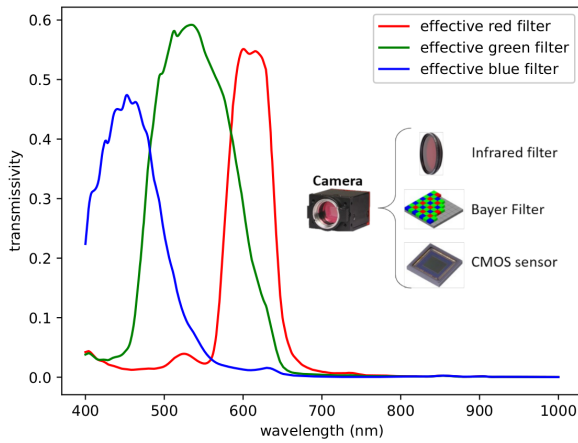 effective red filter
effective green filter
effective blue filter
0.6
0.5
0.4
0.3
0.2
0.1
0.0
transmissivity
Camera
Infrared filter
Bayer Filter
CMOS sensor
400 500 600 700 800 900 1000
wavelength (nm)